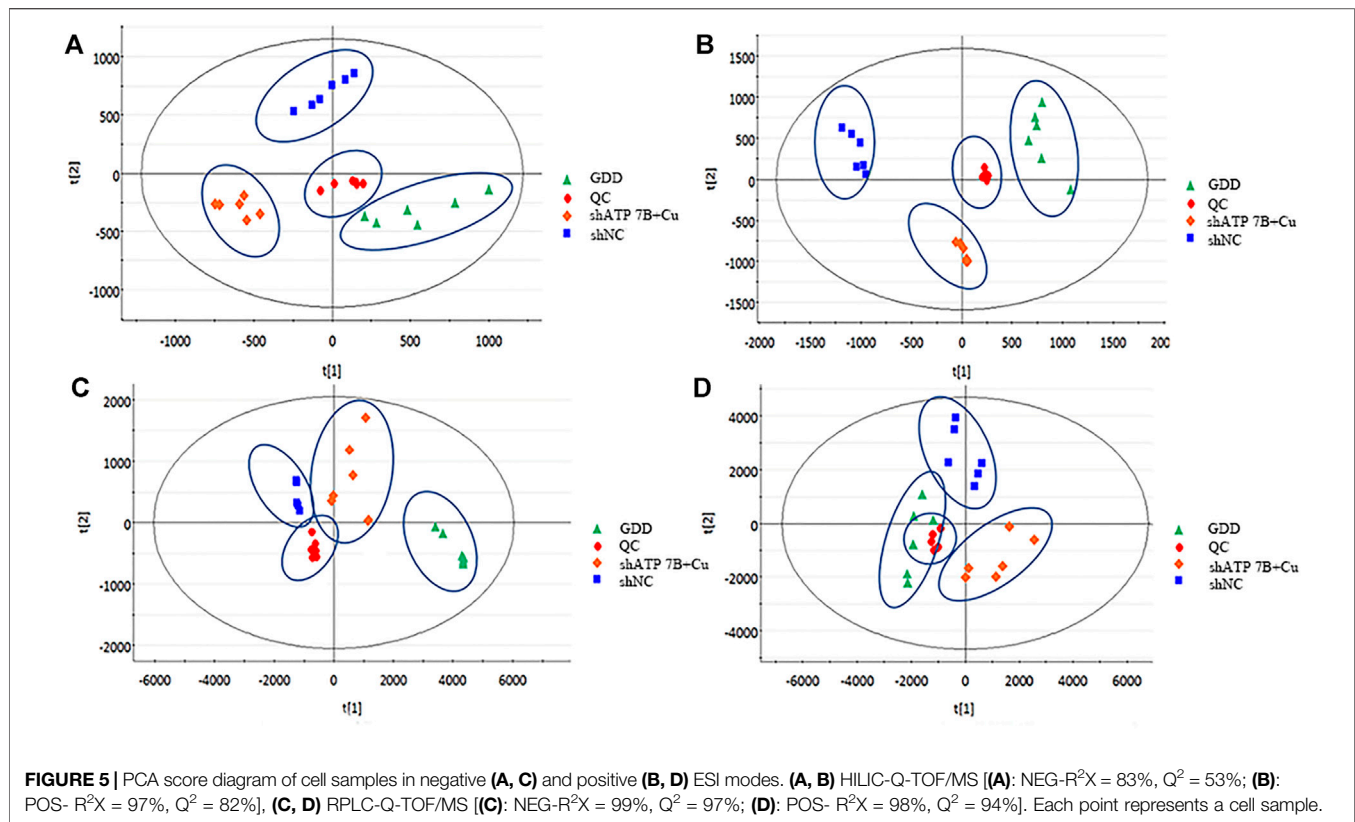 A
1000
500
0
-500
-1000
-1000
-500
0
500
1000
t[1]
t[2]
GDD
QC
shATP 7B+Cu
shNC
B
1500
1000
500
0
-500
-1000
-1500
-2000
-1500
-1000
-500
0
500
1000
1500
200
t[1]
t[2]
GDD
QC
shATP 7B+Cu
shNC
C
2000
1000
0
-1000
-2000
-6000
-4000
-2000
0
2000
4000
6000
t[1]
t[2]
GDD
QC
shATP 7B+Cu
shNC
D
4000
2000
0
-2000
-4000
-6000
-4000
-2000
0
2000
4000
6000
t[1]
t[2]
GDD
QC
shATP 7B+Cu
shNC
FIGURE 5 | PCA score diagram of cell samples in negative (A, C) and positive (B, D) ESI modes. (A, B) HILIC-Q-TOF/MS [(A): NEG-R²X = 83%, Q² = 53%; (B):
POS- R²X = 97%, Q² = 82%], (C, D) RPLC-Q-TOF/MS [(C): NEG-R²X = 99%, Q² = 97%; (D): POS- R²X = 98%, Q² = 94%]. Each point represents a cell sample.